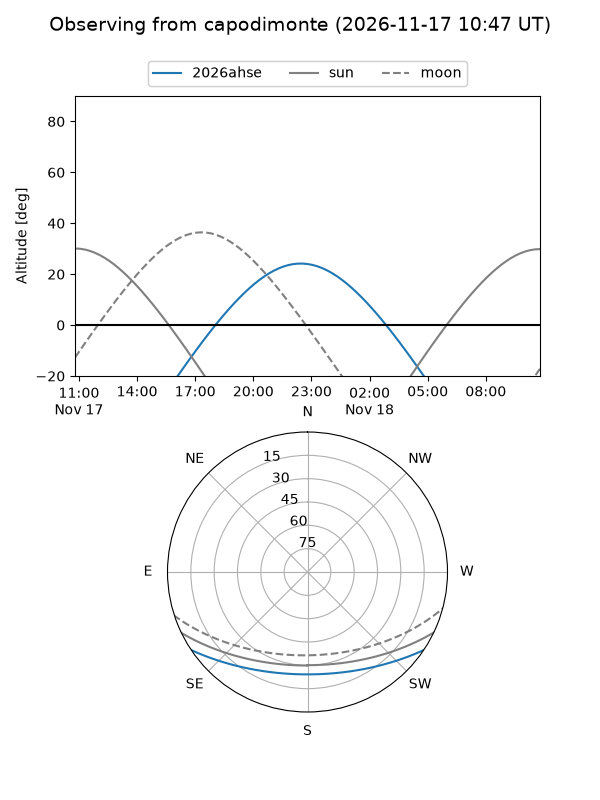 Observing from capodimonte (2026-11-17 10:47 UT)
2026ahse sun moon
Altitude [deg]
80
60
40
20
0
−20
11:00 14:00 17:00 20:00 23:00 02:00 05:00 08:00
Nov 17 Nov 18
N
NE NW
15
30
45
60
75
E W
SE SW
S